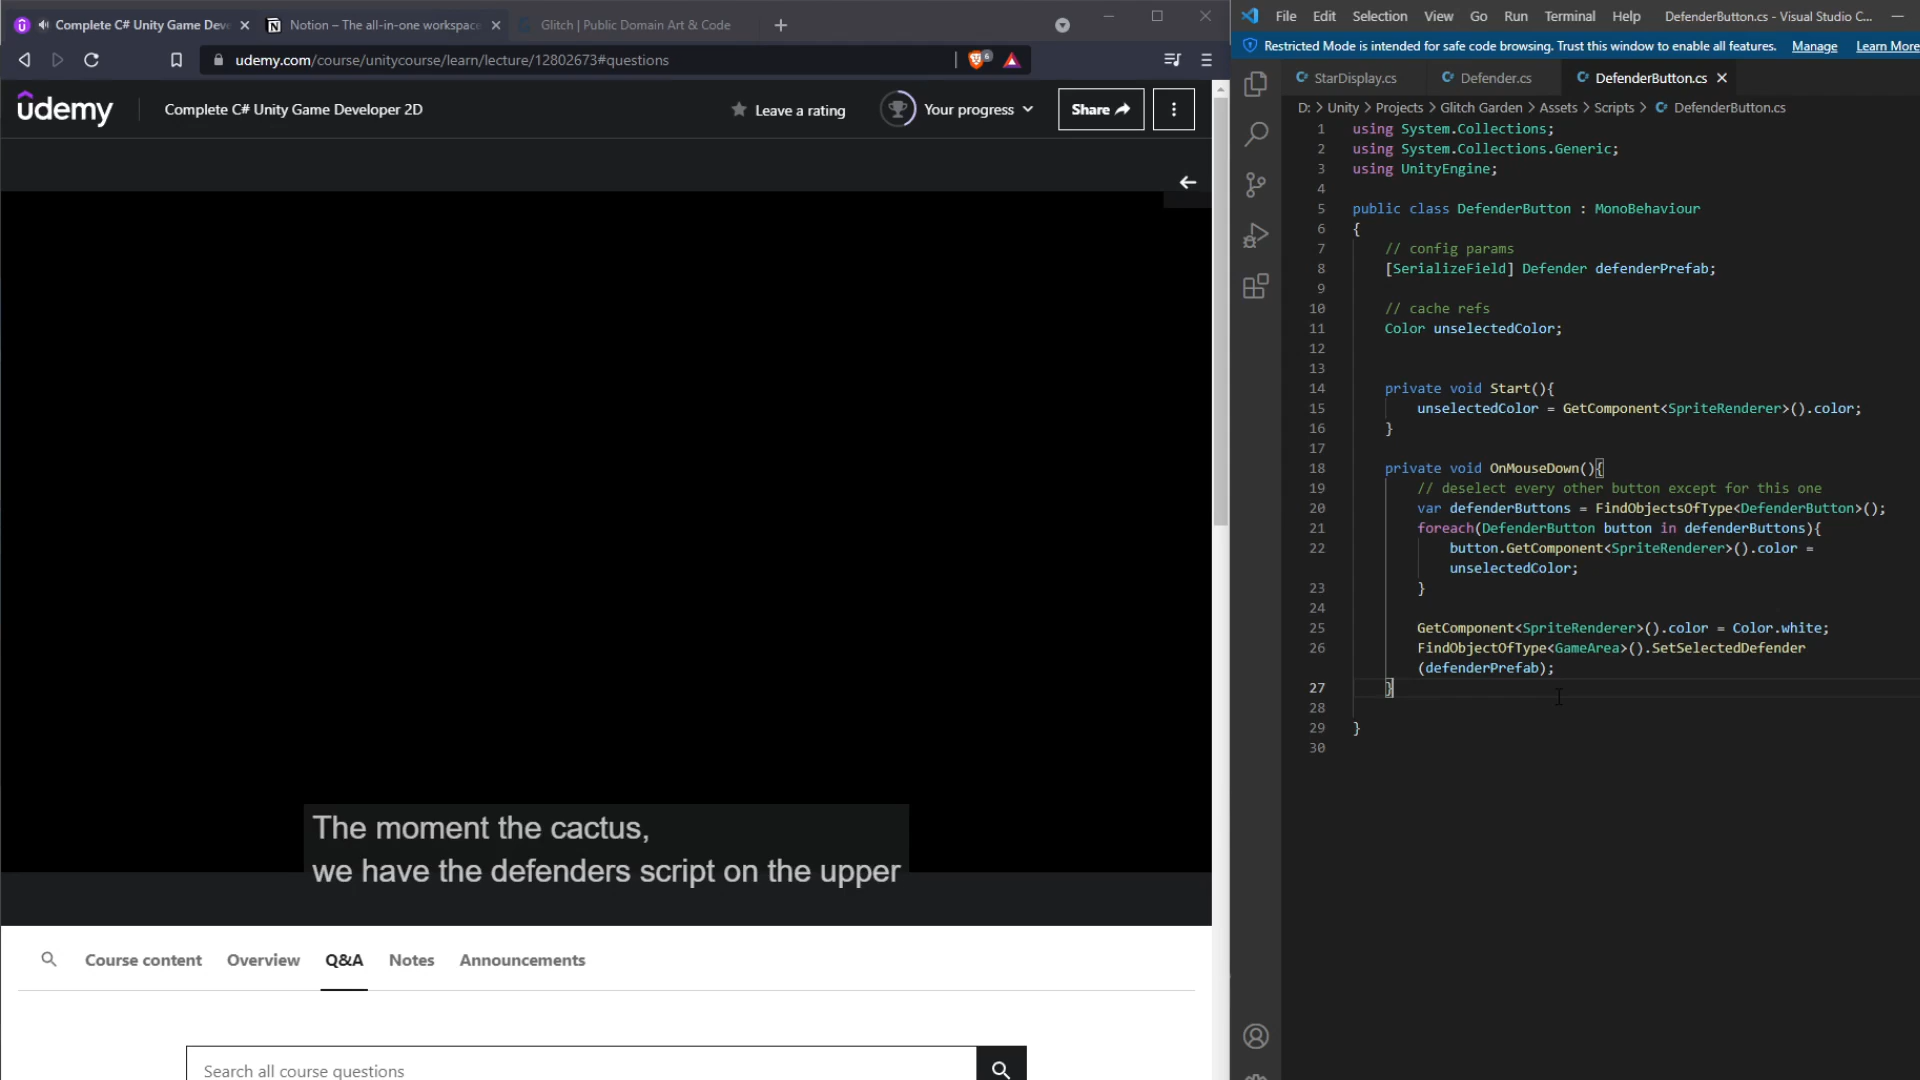 Complete C# Unity Game Deve
Notion – The all-in-one workspace
Glitch | Public Domain Art & Code
udemy.com/course/unitycourse/learn/lecture/12802673#questions
6
udemy
Complete C# Unity Game Developer 2D
Leave a rating
Your progress
Share
The moment the cactus,
we have the defenders script on the upper
Course content
Overview
Q&A
Notes
Announcements
Search all course questions
File Edit Selection View Go Run Terminal Help
DefenderButton.cs - Visual Studio C...
Restricted Mode is intended for safe code browsing. Trust this window to enable all features. Manage Learn More
StarDisplay.cs
Defender.cs
DefenderButton.cs
D: > Unity > Projects > Glitch Garden > Assets > Scripts > DefenderButton.cs
1 using System.Collections;
2 using System.Collections.Generic;
3 using UnityEngine;
4
5 public class DefenderButton : MonoBehaviour
6 {
7 // config params
8 [SerializeField] Defender defenderPrefab;
9
10 // cache refs
11 Color unselectedColor;
12
13
14 private void Start(){
15 unselectedColor = GetComponent<SpriteRenderer>().color;
16 }
17
18 private void OnMouseDown(){
19 // deselect every other button except for this one
20 var defenderButtons = FindObjectsOfType<DefenderButton>();
21 foreach(DefenderButton button in defenderButtons){
22 button.GetComponent<SpriteRenderer>().color =
unselectedColor;
23 }
24
25 GetComponent<SpriteRenderer>().color = Color.white;
26 FindObjectOfType<GameArea>().SetSelectedDefender
(defenderPrefab);
27 }
28
29 }
30